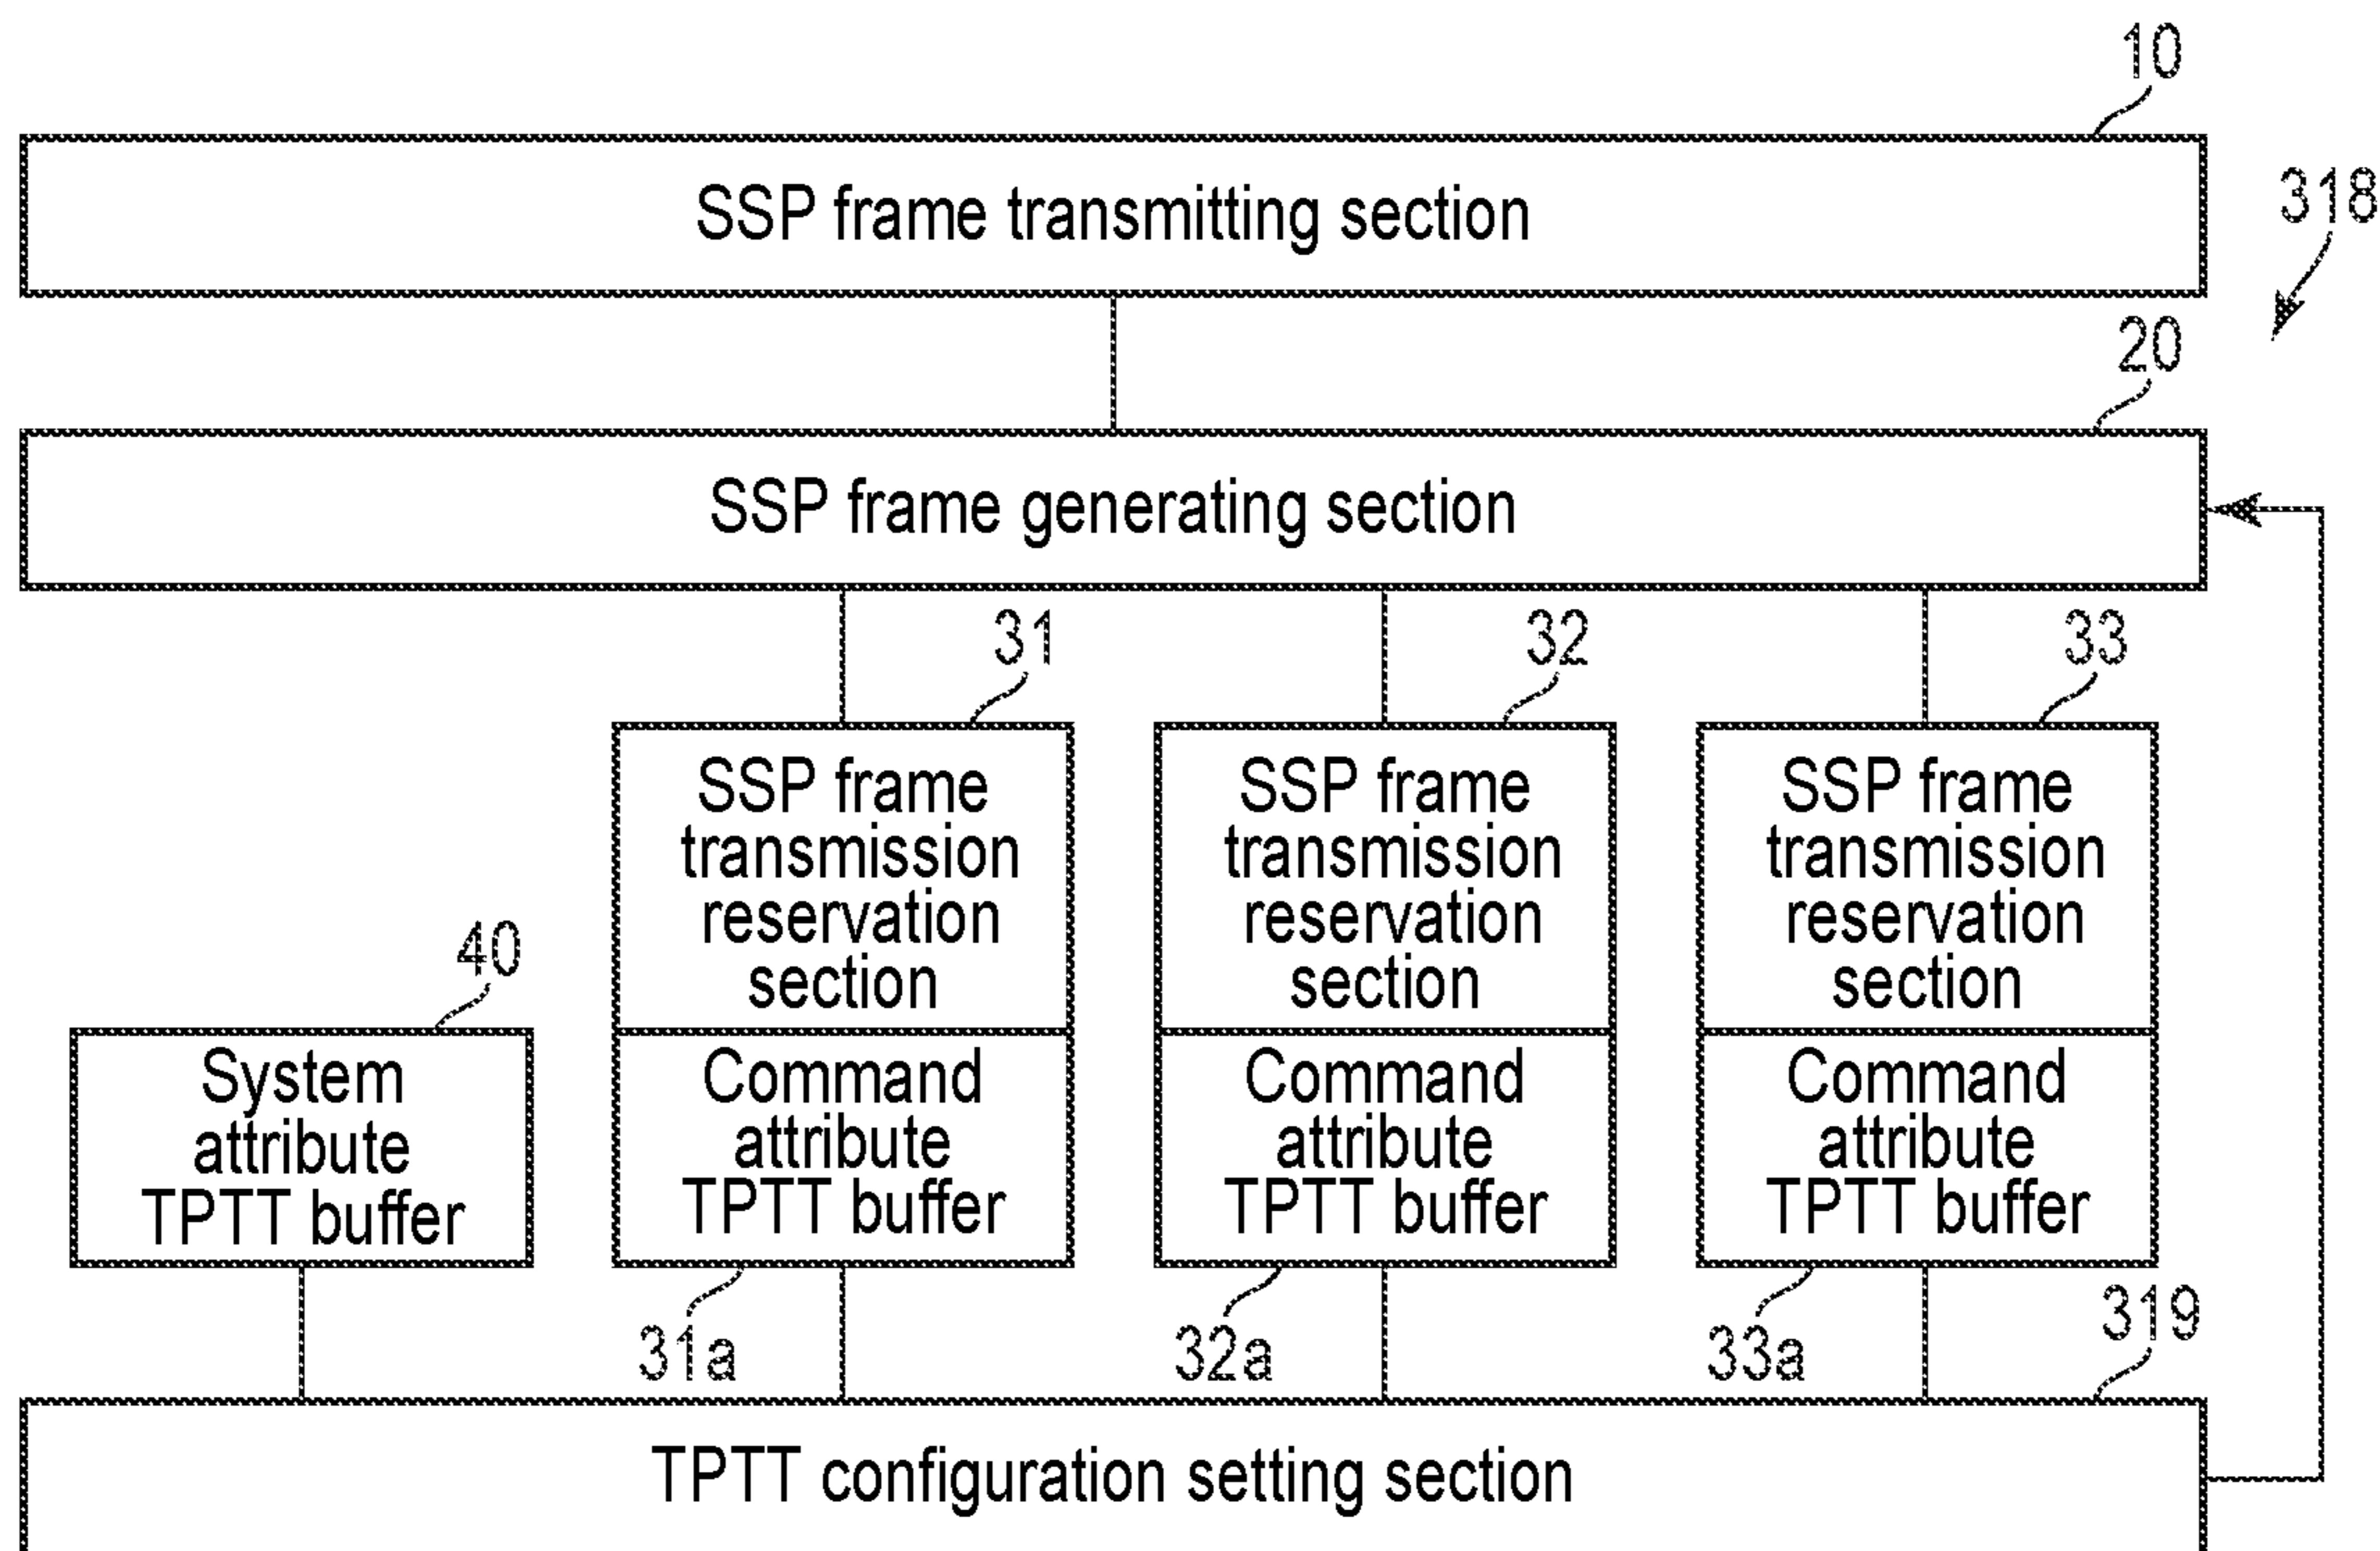 10
SSP frame transmitting section
318
20
SSP frame generating section
31
32
33
SSP frame
transmission
reservation
section
SSP frame
transmission
reservation
section
SSP frame
transmission
reservation
section
40
System
attribute
TPTT buffer
Command
attribute
TPTT buffer
Command
attribute
TPTT buffer
Command
attribute
TPTT buffer
31a
32a
33a
319
TPTT configuration setting section